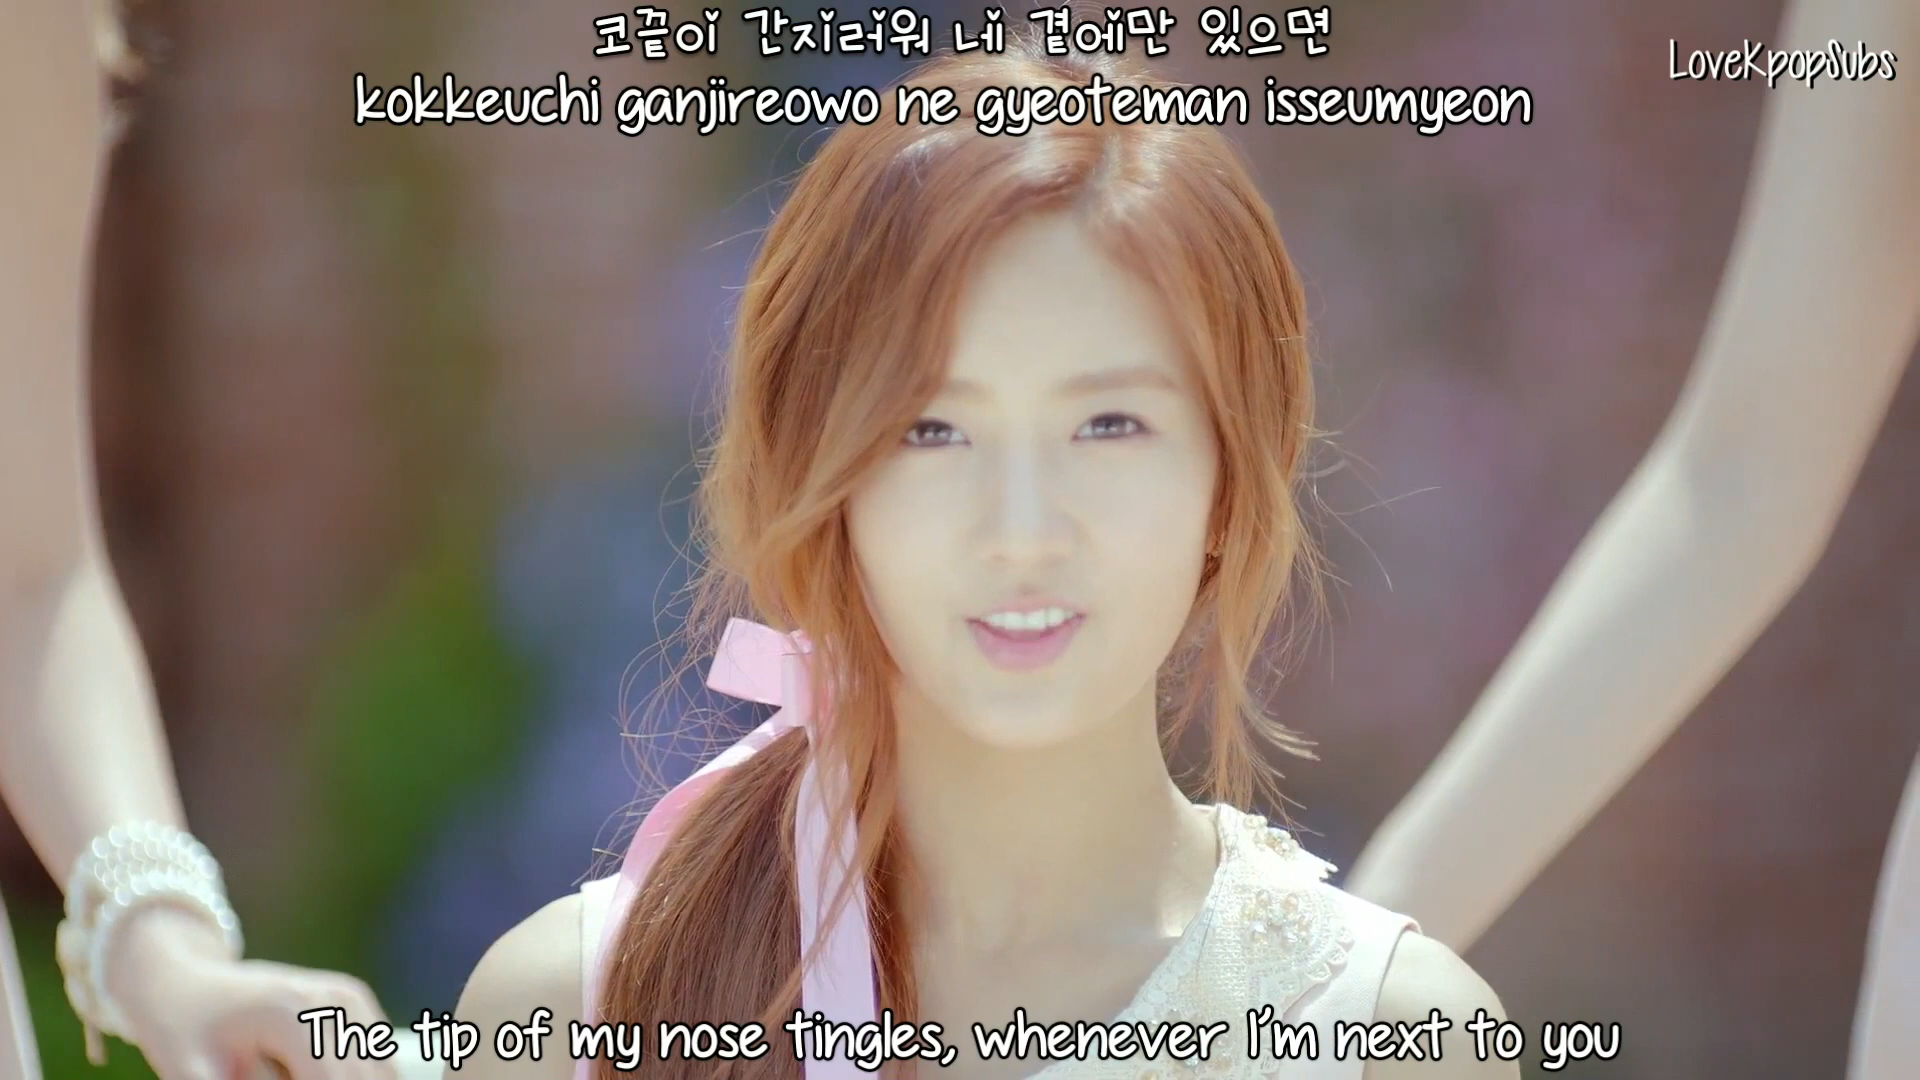 코끝이 간지러워 네 곁에만 있으면
LoveKpopSubs
kokkeuchi ganjireowo ne gyeoteman isseumyeon
The tip of my nose tingles, whenever I'm next to you